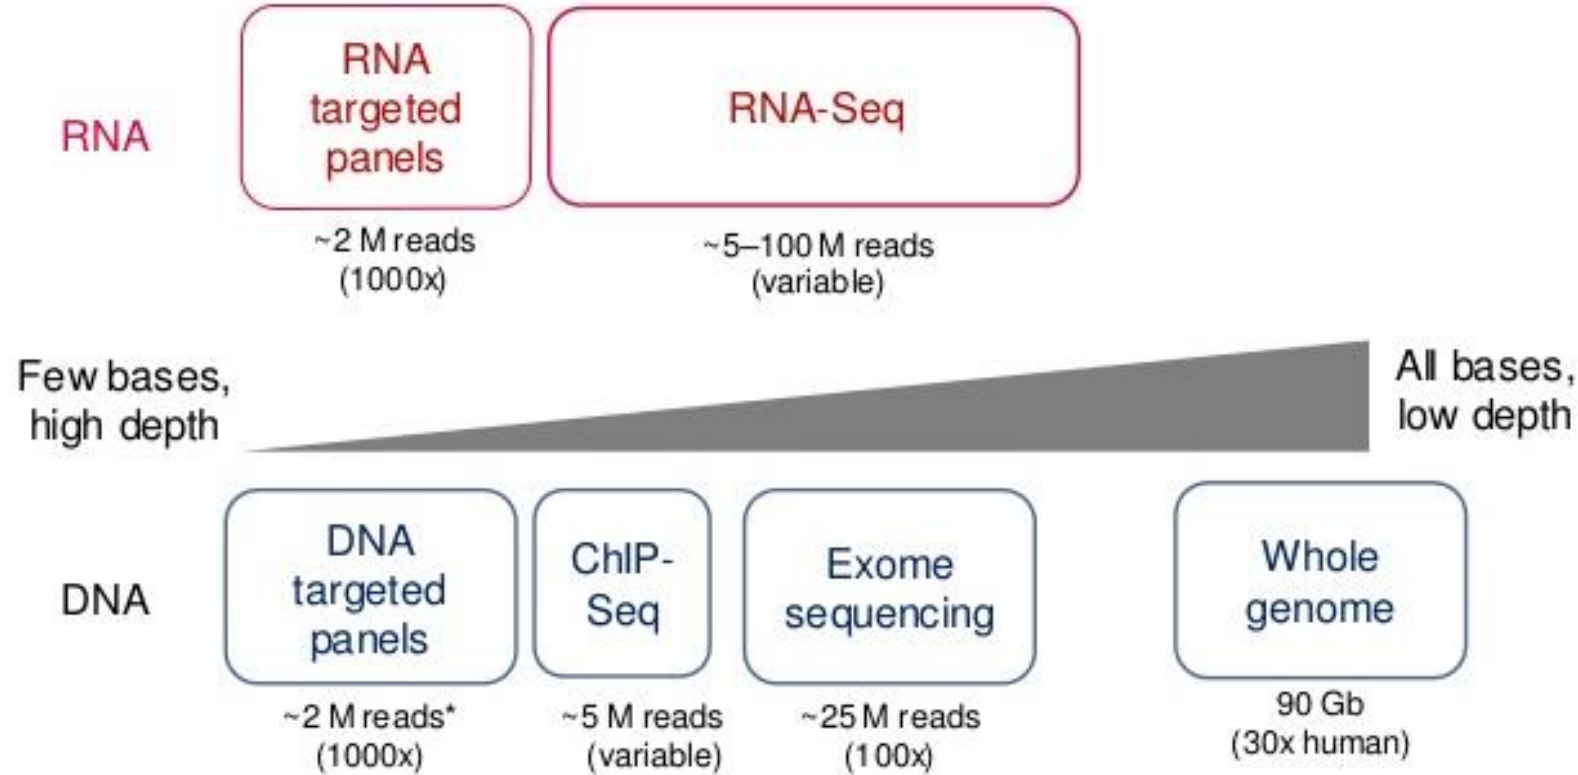 RNA
RNA
targeted
panels
~2 M reads
(1000x)
RNA-Seq
~5–100 M reads
(variable)
Few bases,
high depth
All bases,
low depth
DNA
DNA
targeted
panels
~2 M reads*
(1000x)
ChIP-
Seq
~5 M reads
(variable)
Exome
sequencing
~25 M reads
(100x)
Whole
genome
90 Gb
(30x human)